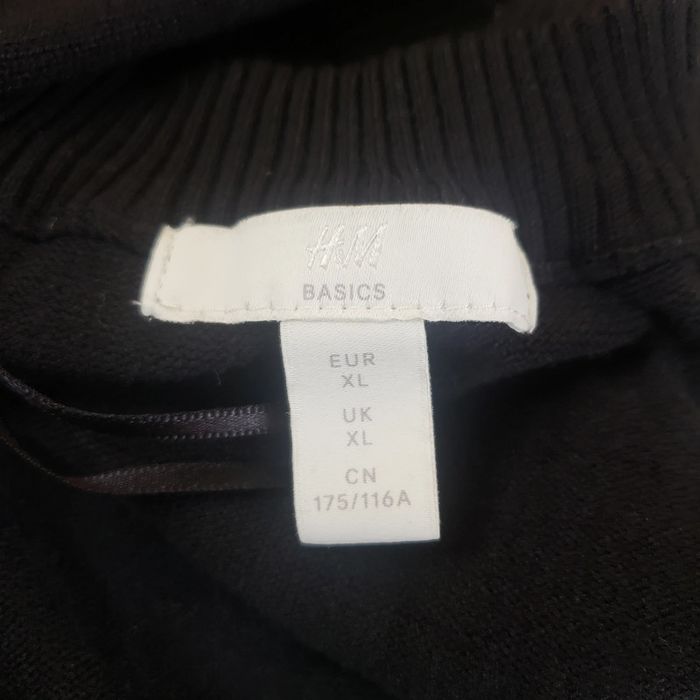 H&M
BASICS
EUR
XL
UK
XL
CN
175/116A